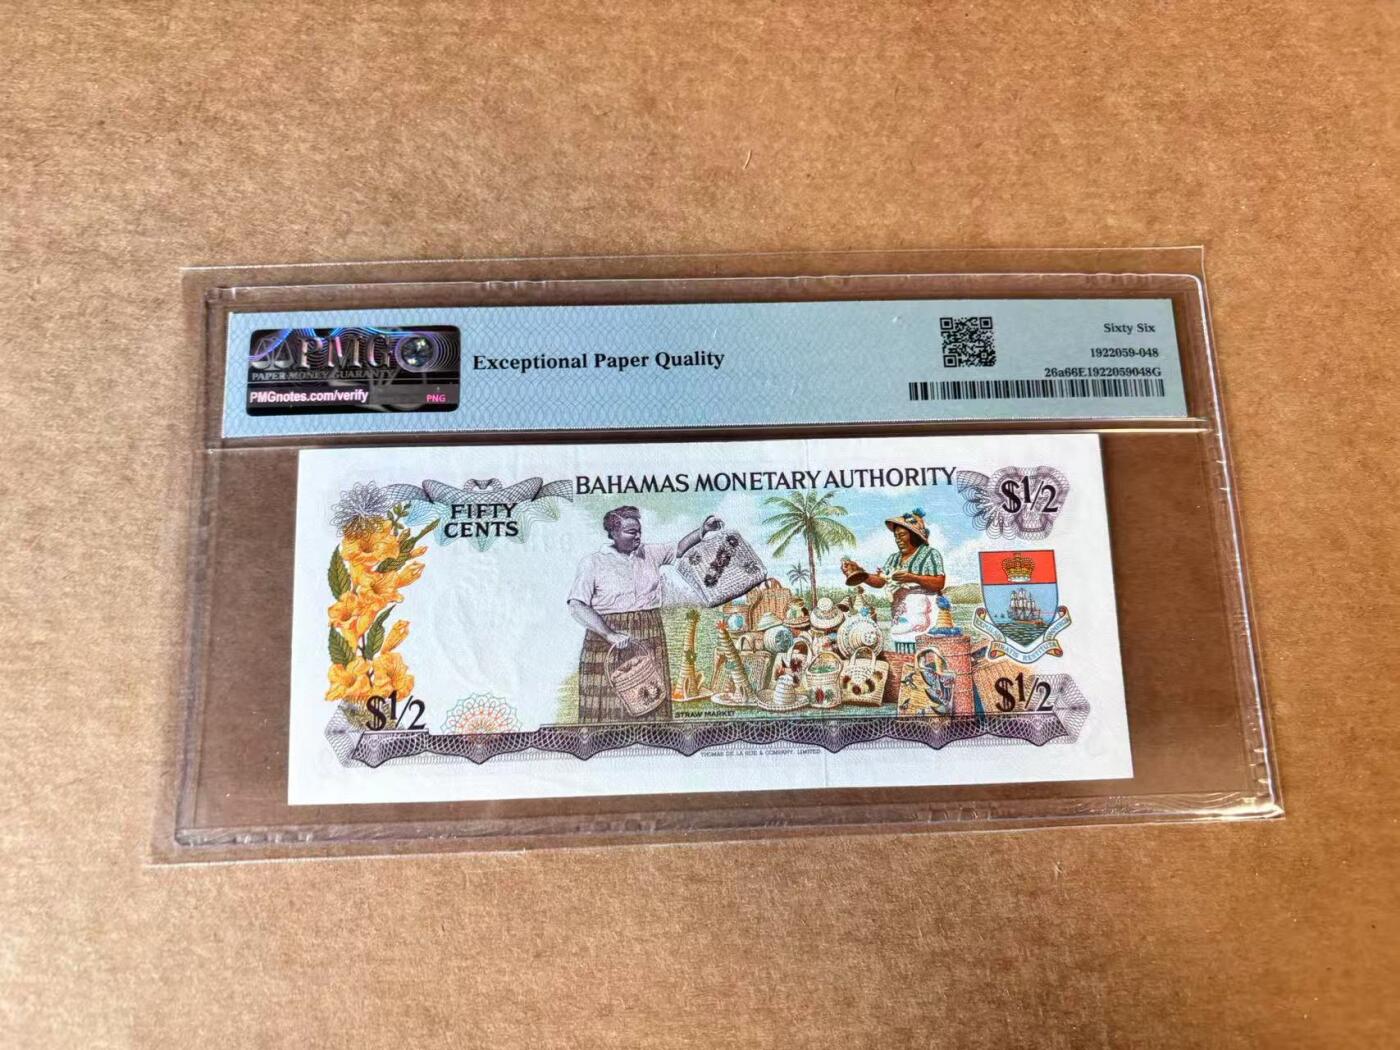 PMG
PAPER MONEY GUARANTY
PMGnotes.com/verify
PNG
Exceptional Paper Quality
Sixty Six
1922059-048
26a66E1922059048G
BAHAMAS MONETARY AUTHORITY
FIFTY
CENTS
$1/2
$1/2
$1/2
STRAW MARKET
THOMAS DE LA RUE & COMPANY, LIMITED